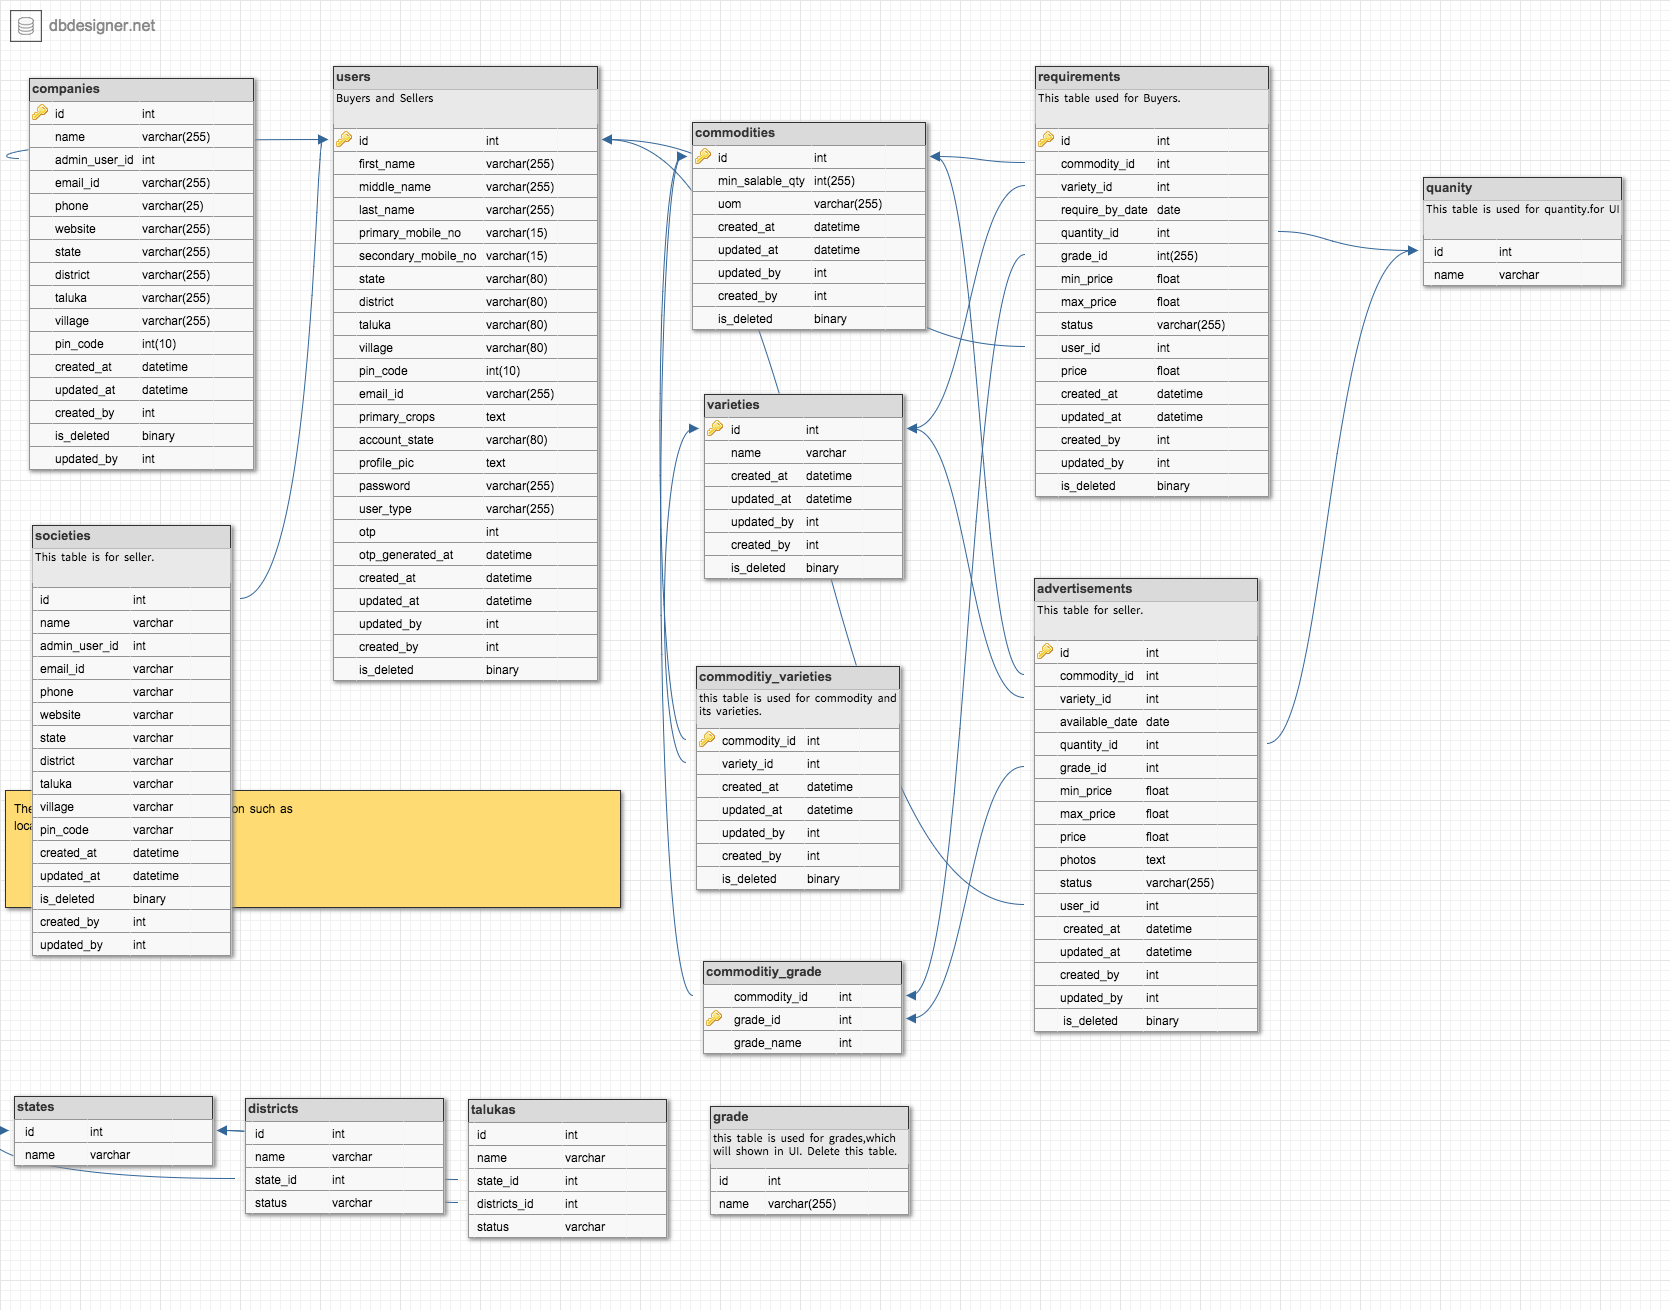 dbdesigner.net
companies
id int
name varchar(255)
admin_user_id int
email_id varchar(255)
phone varchar(25)
website varchar(255)
state varchar(255)
district varchar(255)
taluka varchar(255)
village varchar(255)
pin_code int(10)
created_at datetime
updated_at datetime
created_by int
is_deleted binary
updated_by int
users
Buyers and Sellers
id int
first_name varchar(255)
middle_name varchar(255)
last_name varchar(255)
primary_mobile_no varchar(15)
secondary_mobile_no varchar(15)
state varchar(80)
district varchar(80)
taluka varchar(80)
village varchar(80)
pin_code int(10)
email_id varchar(255)
primary_crops text
account_state varchar(80)
profile_pic text
password varchar(255)
user_type varchar(255)
otp int
otp_generated_at datetime
created_at datetime
updated_at datetime
updated_by int
created_by int
is_deleted binary
commodities
id int
min_salable_qty int(255)
uom varchar(255)
created_at datetime
updated_at datetime
updated_by int
created_by int
is_deleted binary
requirements
This table used for Buyers.
id int
commodity_id int
variety_id int
require_by_date date
quantity_id int
grade_id int(255)
min_price float
max_price float
status varchar(255)
user_id int
price float
created_at datetime
updated_at datetime
created_by int
updated_by int
is_deleted binary
quanity
This table is used for quantity.for UI
id int
name varchar
varieties
id int
name varchar
created_at datetime
updated_at datetime
updated_by int
created_by int
is_deleted binary
societies
This table is for seller.
id int
name varchar
admin_user_id int
email_id varchar
phone varchar
website varchar
state varchar
district varchar
taluka varchar
village varchar
pin_code varchar
created_at datetime
updated_at datetime
is_deleted binary
created_by int
updated_by int
The on such as
loca
commoditiy_varieties
this table is used for commodity and
its varieties.
commodity_id int
variety_id int
created_at datetime
updated_at datetime
updated_by int
created_by int
is_deleted binary
advertisements
This table for seller.
id int
commodity_id int
variety_id int
available_date date
quantity_id int
grade_id int
min_price float
max_price float
price float
photos text
status varchar(255)
user_id int
created_at datetime
updated_at datetime
created_by int
updated_by int
is_deleted binary
commoditiy_grade
commodity_id int
grade_id int
grade_name int
states
id int
name varchar
districts
id int
name varchar
state_id int
status varchar
talukas
id int
name varchar
state_id int
districts_id int
status varchar
grade
this table is used for grades,which
will shown in UI. Delete this table.
id int
name varchar(255)